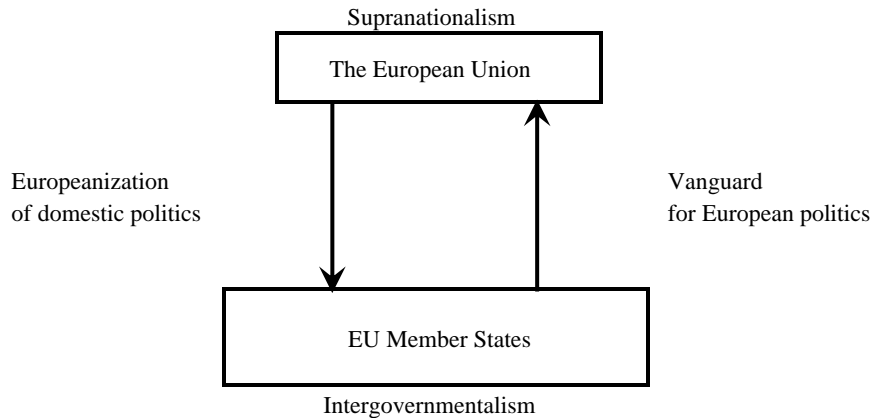 Supranationalism
The European Union
Europeanization
of domestic politics
Vanguard
for European politics
EU Member States
Intergovernmentalism